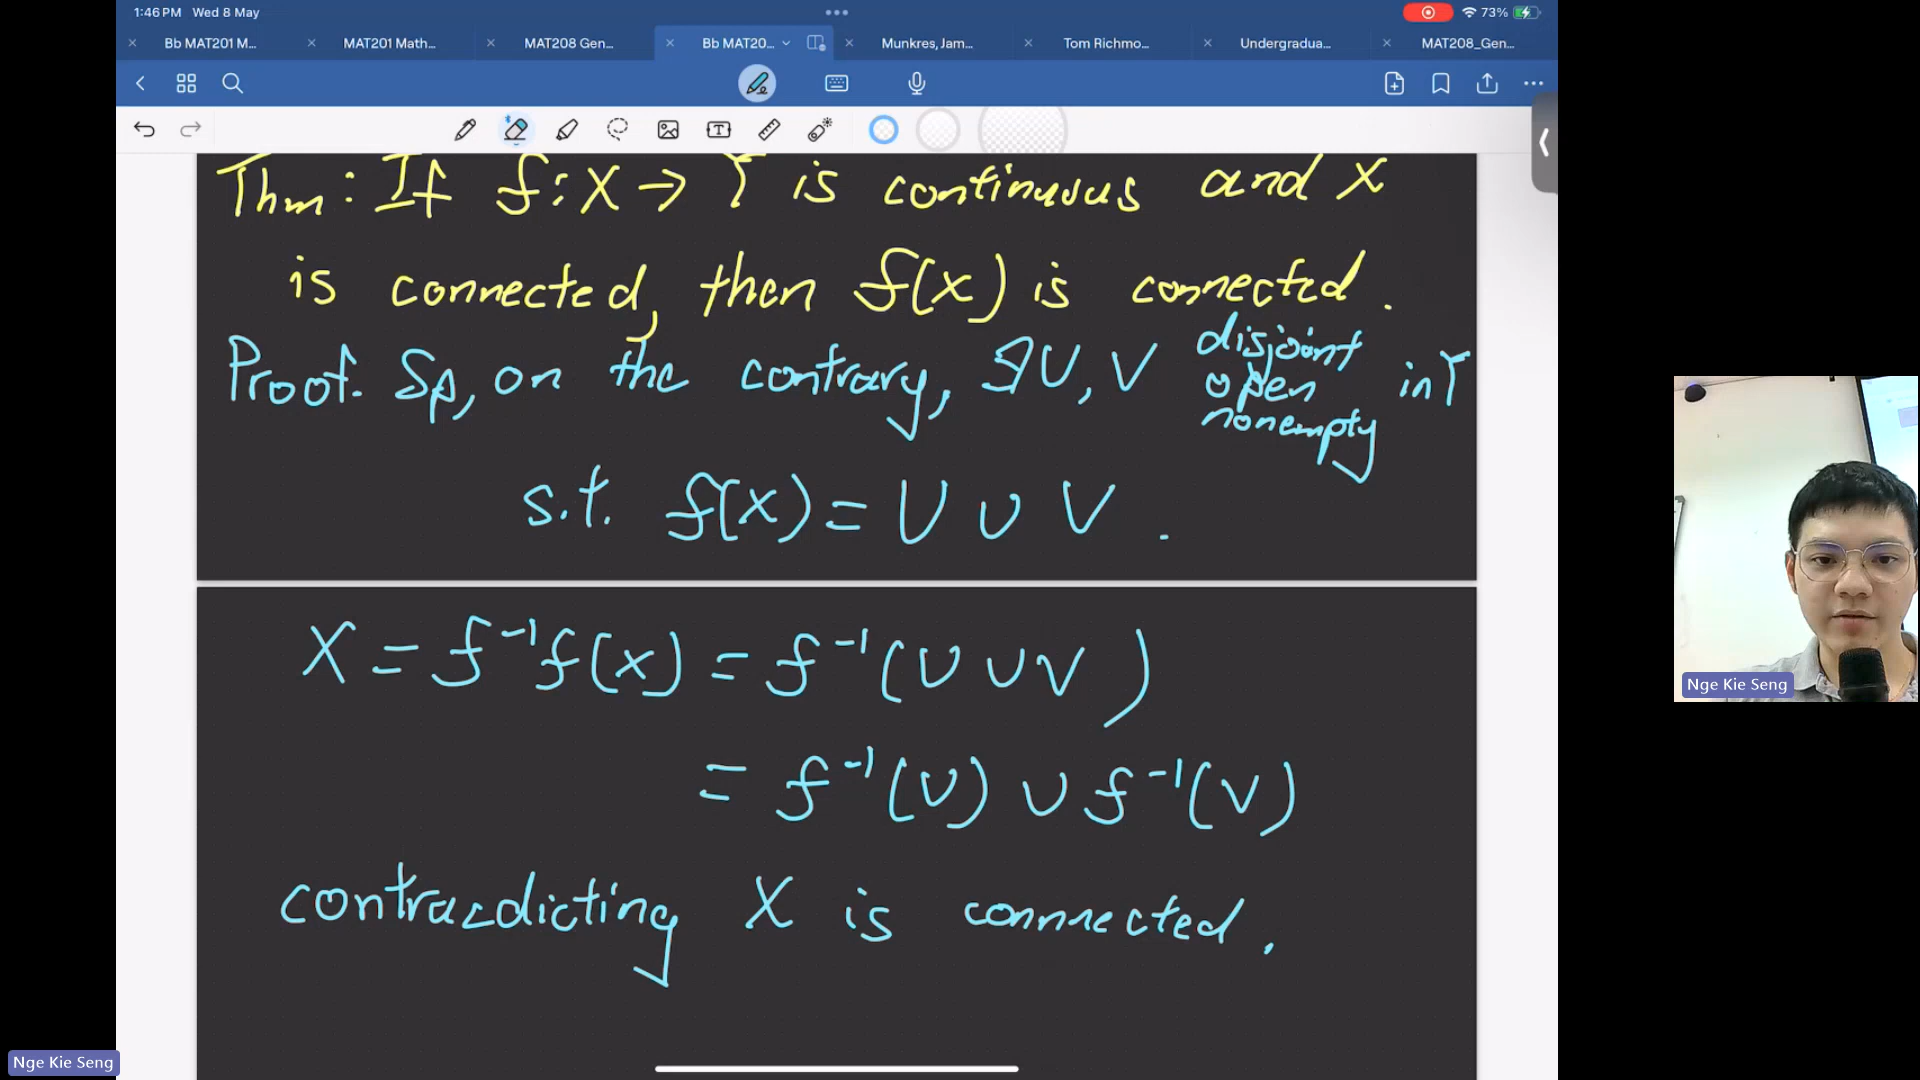 1:46 PM Wed 8 May
73%
Bb MAT201 M...
MAT201 Math...
MAT208 Gen...
Bb MAT20...
Munkres, Jam...
Tom Richmo...
Undergradua...
MAT208_Gen...
Thm: If f: X → Y is continuous and X
is connected, then f(X) is connected.
Proof. Sp, on the contrary, ∃U, V disjoint open nonempty in Y
s.t. f(X) = U ∪ V.
X = f⁻¹f(X) = f⁻¹(U ∪ V)
= f⁻¹(U) ∪ f⁻¹(V)
contracdicting X is connected.
Nge Kie Seng
Nge Kie Seng